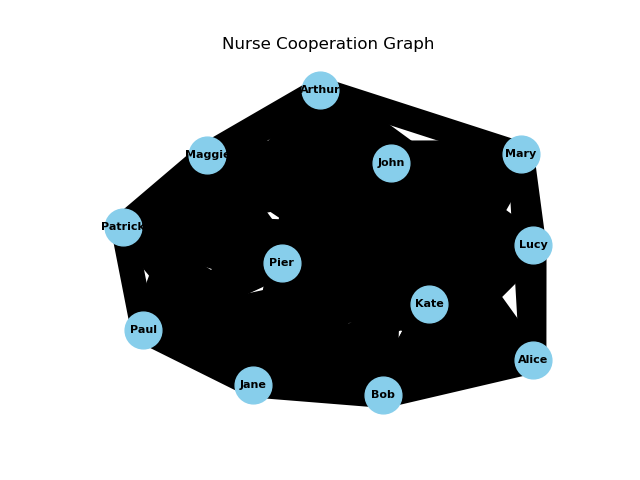 Nurse Cooperation Graph
Arthur
Maggie
John
Mary
Patrick
Lucy
Pier
Kate
Paul
Alice
Jane
Bob